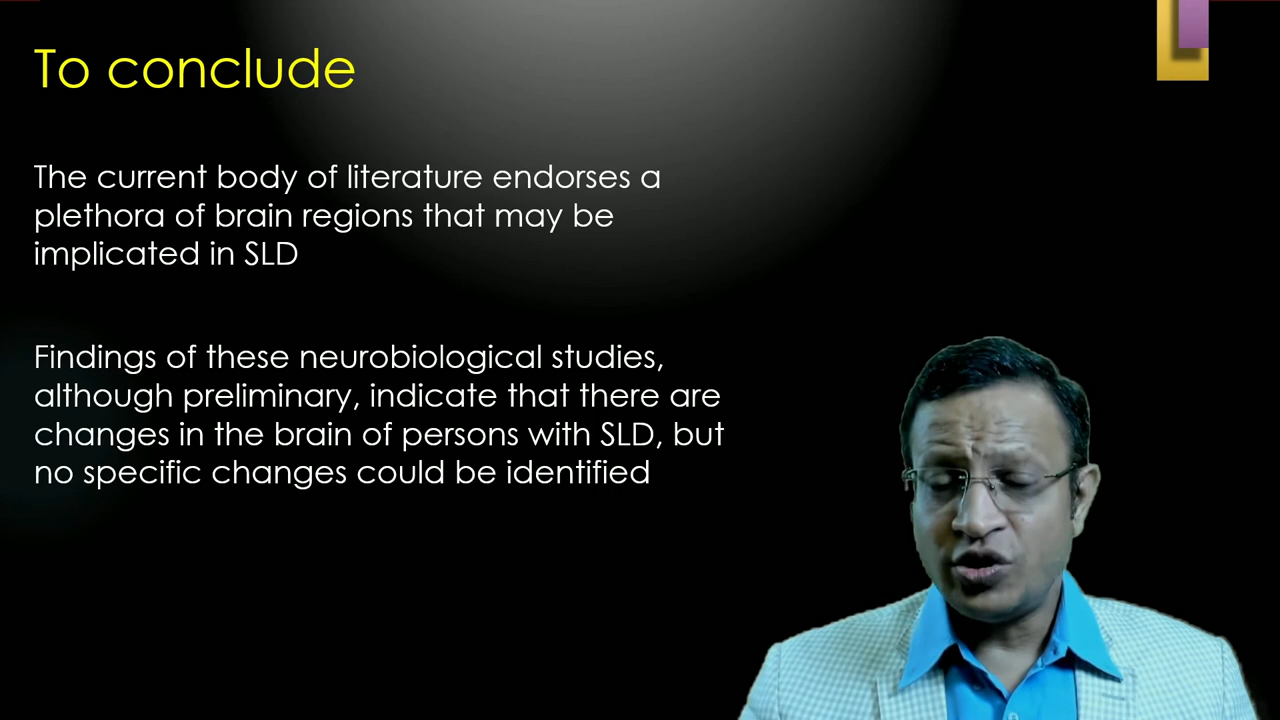 To conclude
The current body of literature endorses a
plethora of brain regions that may be
implicated in SLD
Findings of these neurobiological studies,
although preliminary, indicate that there are
changes in the brain of persons with SLD, but
no specific changes could be identified